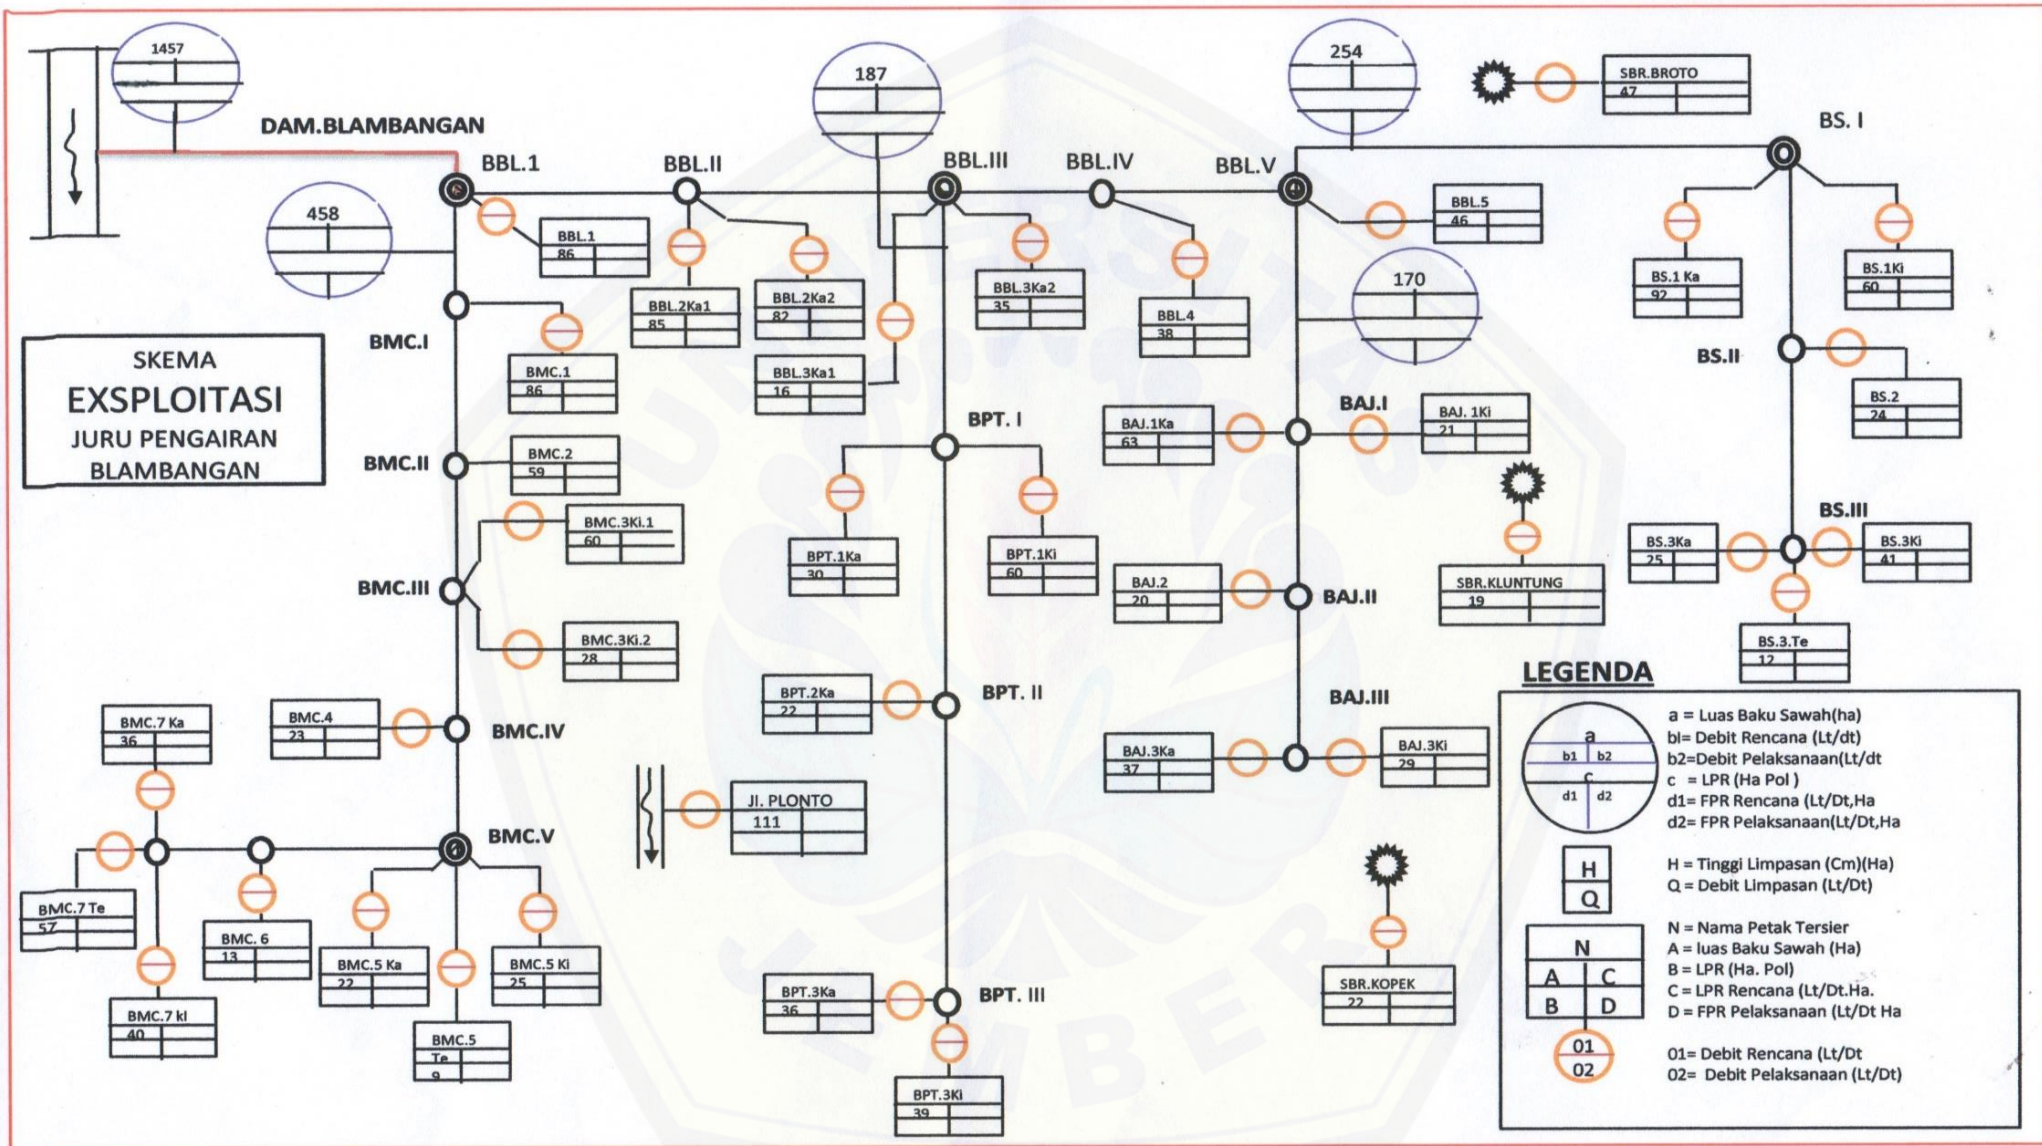 1457
DAM.BLAMBANGAN
458
187
254
170
BBL.1
BBL.II
BBL.III
BBL.IV
BBL.V
BS. I
SBR.BROTO
47
BBL.1
86
BBL.2Ka1
85
BBL.2Ka2
82
BBL.3Ka1
16
BBL.3Ka2
35
BBL.4
38
BBL.5
46
BS.1 Ka
92
BS.1Ki
60
SKEMA
EXSPLOITASI
JURU PENGAIRAN
BLAMBANGAN
BMC.I
BMC.1
86
BMC.II
BMC.2
59
BMC.3Ki.1
60
BMC.III
BMC.3Ki.2
28
BMC.4
23
BMC.IV
BMC.7 Ka
36
BMC.V
BMC.7 Te
57
BMC.7 kI
40
BMC. 6
13
BMC.5 Ka
22
BMC.5
Te
9
BMC.5 Ki
25
BPT. I
BPT.1Ka
30
BPT.1Ki
60
BPT.2Ka
22
BPT. II
JI. PLONTO
111
BPT.3Ka
36
BPT. III
BPT.3Ki
39
BAJ.1Ka
63
BAJ.I
BAJ. 1Ki
21
BAJ.2
20
BAJ.II
BAJ.III
BAJ.3Ka
37
BAJ.3Ki
29
SBR.KLUNTUNG
19
SBR.KOPEK
22
BS.II
BS.2
24
BS.III
BS.3Ka
25
BS.3Ki
41
BS.3.Te
12
LEGENDA
a
b1 b2
c
d1 d2
a = Luas Baku Sawah(ha)
bl= Debit Rencana (Lt/dt)
b2=Debit Pelaksanaan(Lt/dt
c = LPR (Ha Pol )
d1= FPR Rencana (Lt/Dt,Ha
d2= FPR Pelaksanaan(Lt/Dt,Ha
H
Q
H = Tinggi Limpasan (Cm)(Ha)
Q = Debit Limpasan (Lt/Dt)
N
A C
B D
N = Nama Petak Tersier
A = luas Baku Sawah (Ha)
B = LPR (Ha. Pol)
C = LPR Rencana (Lt/Dt.Ha.
D = FPR Pelaksanaan (Lt/Dt Ha
01
02
01= Debit Rencana (Lt/Dt
02= Debit Pelaksanaan (Lt/Dt)
UNIVERSITAS
JEMBER